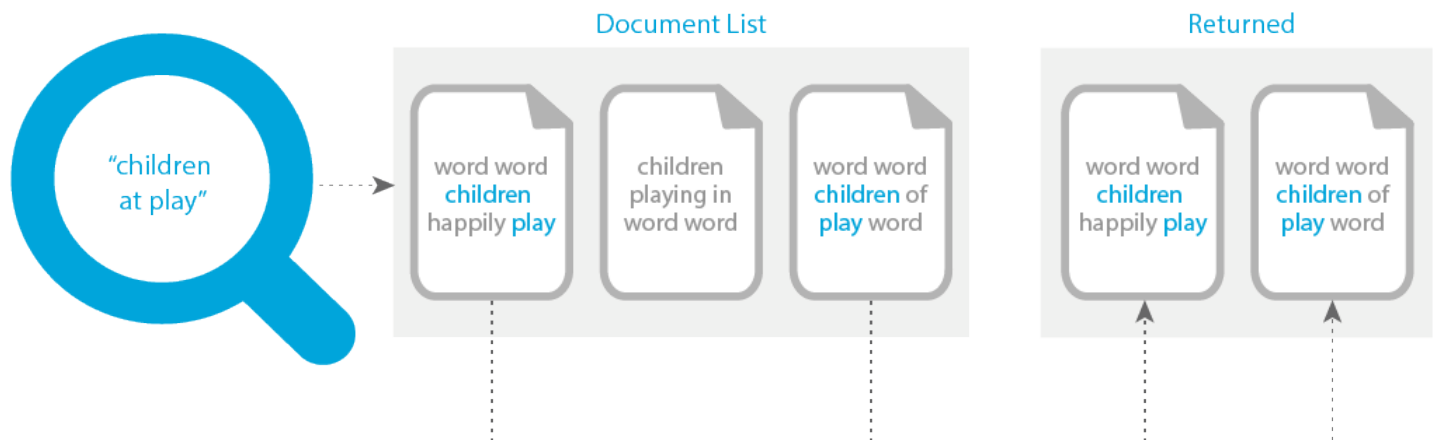 Document List
Returned
“children
at play”
word word
children
happily play
children
playing in
word word
word word
children of
play word
word word
children
happily play
word word
children of
play word